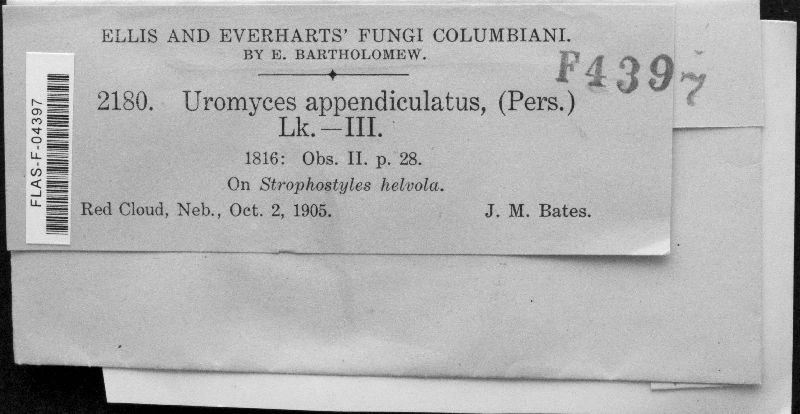 ELLIS AND EVERHARTS' FUNGI COLUMBIANI.
BY E. BARTHOLOMEW.
F4397
2180. Uromyces appendiculatus, (Pers.)
Lk.—III.
1816: Obs. II. p. 28.
On Strophostyles helvola.
Red Cloud, Neb., Oct. 2, 1905. J. M. Bates.
FLAS-F-04397